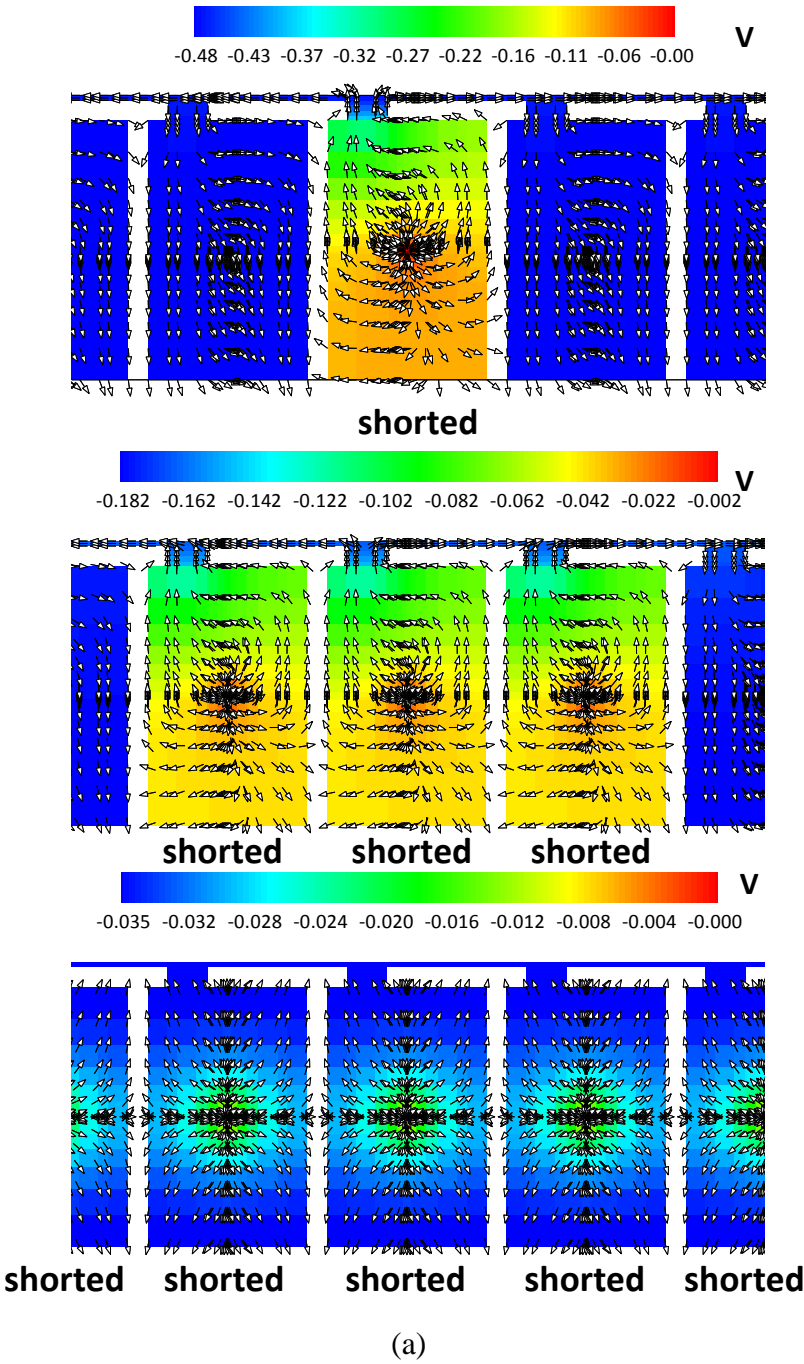 V
-0.48 -0.43 -0.37 -0.32 -0.27 -0.22 -0.16 -0.11 -0.06 -0.00
shorted
V
-0.182 -0.162 -0.142 -0.122 -0.102 -0.082 -0.062 -0.042 -0.022 -0.002
shorted shorted shorted
V
-0.035 -0.032 -0.028 -0.024 -0.020 -0.016 -0.012 -0.008 -0.004 -0.000
shorted shorted shorted shorted shorted
(a)